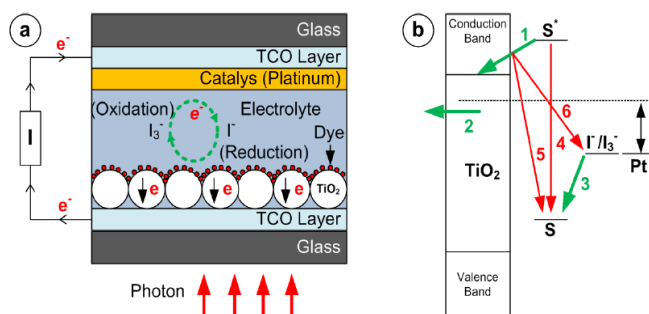 a
Glass
e-
TCO Layer
Catalys (Platinum)
(Oxidation)
e-
Electrolyte
I3-
I-
Dye
(Reduction)
I
e
e
e
TiO2
e-
TCO Layer
Glass
Photon
b
Conduction
Band
S*
1
2
6
5
4
I-/I3-
Pt
TiO2
3
S
Valence
Band